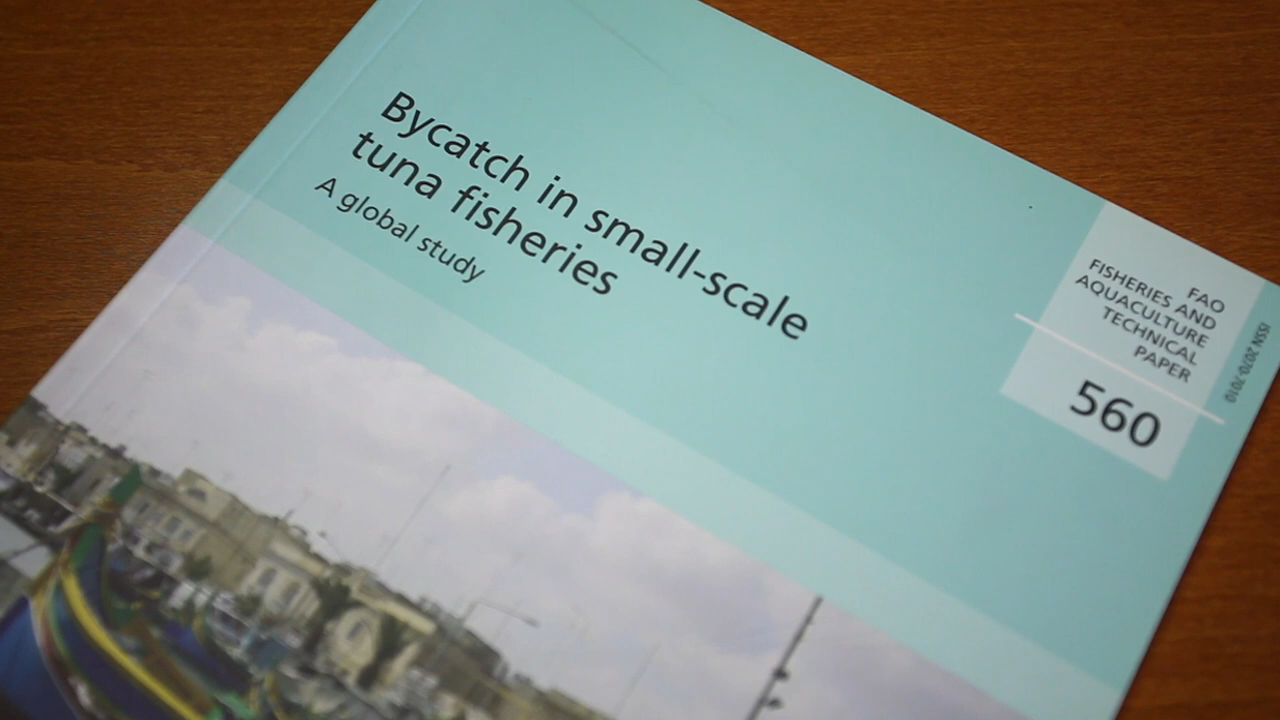 Bycatch in small-scale
tuna fisheries
A global study
FAO
FISHERIES AND
AQUACULTURE
TECHNICAL
PAPER
560
ISSN 2070-7010